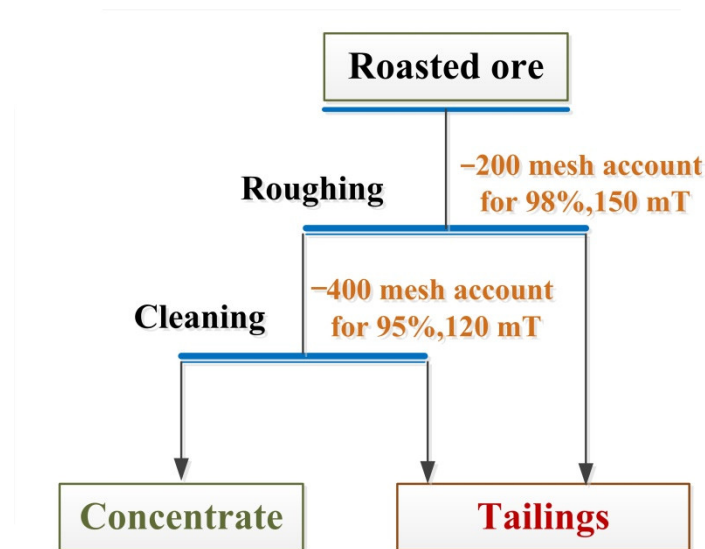 Roasted ore
−200 mesh account
for 98%,150 mT
Roughing
−400 mesh account
for 95%,120 mT
Cleaning
Concentrate
Tailings